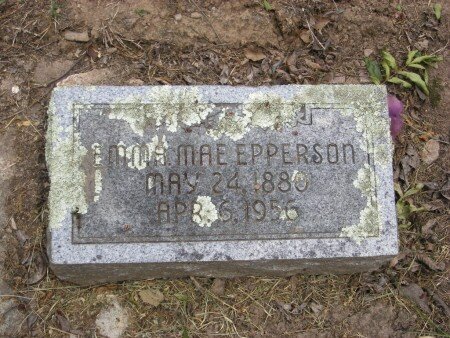 EMMA MAE EPPERSON
MAY 24, 1880
APR. 6, 1956